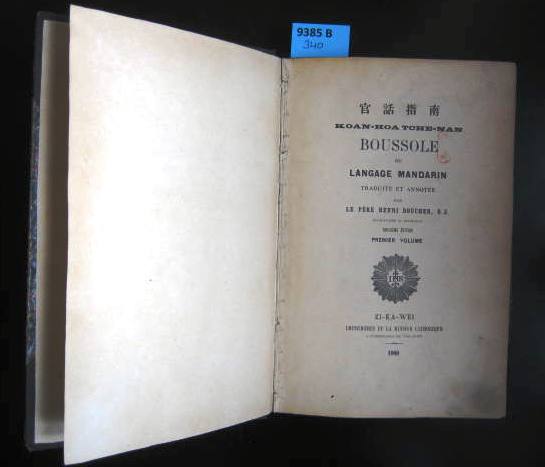 9385 B
340
官 話 指 南
KOAN-HOA TCHE-NAN
BOUSSOLE
DU
LANGAGE MANDARIN
TRADUITE ET ANNOTÉE
PAR
LE PÈRE HENRI BOUCHER, S. J.
PREMIER VOLUME
IHS
ZI-KA-WEI
IMPRIMERIE DE LA MISSION CATHOLIQUE